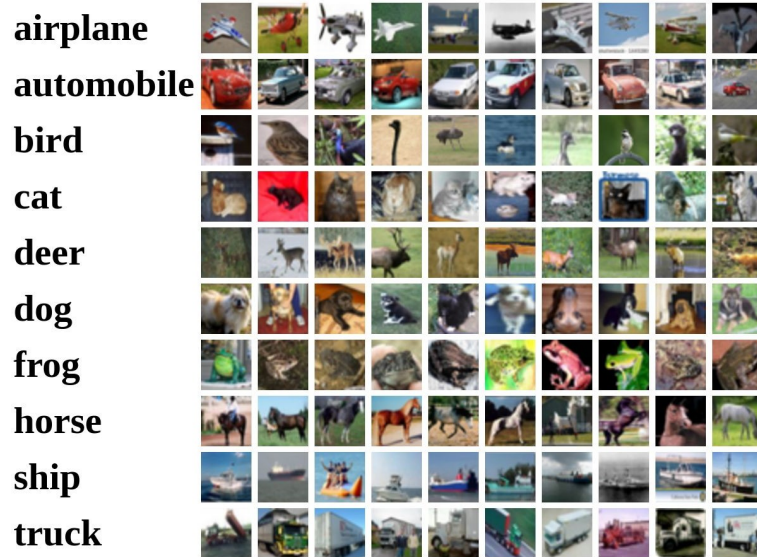 airplane
automobile
bird
cat
deer
dog
frog
horse
ship
truck